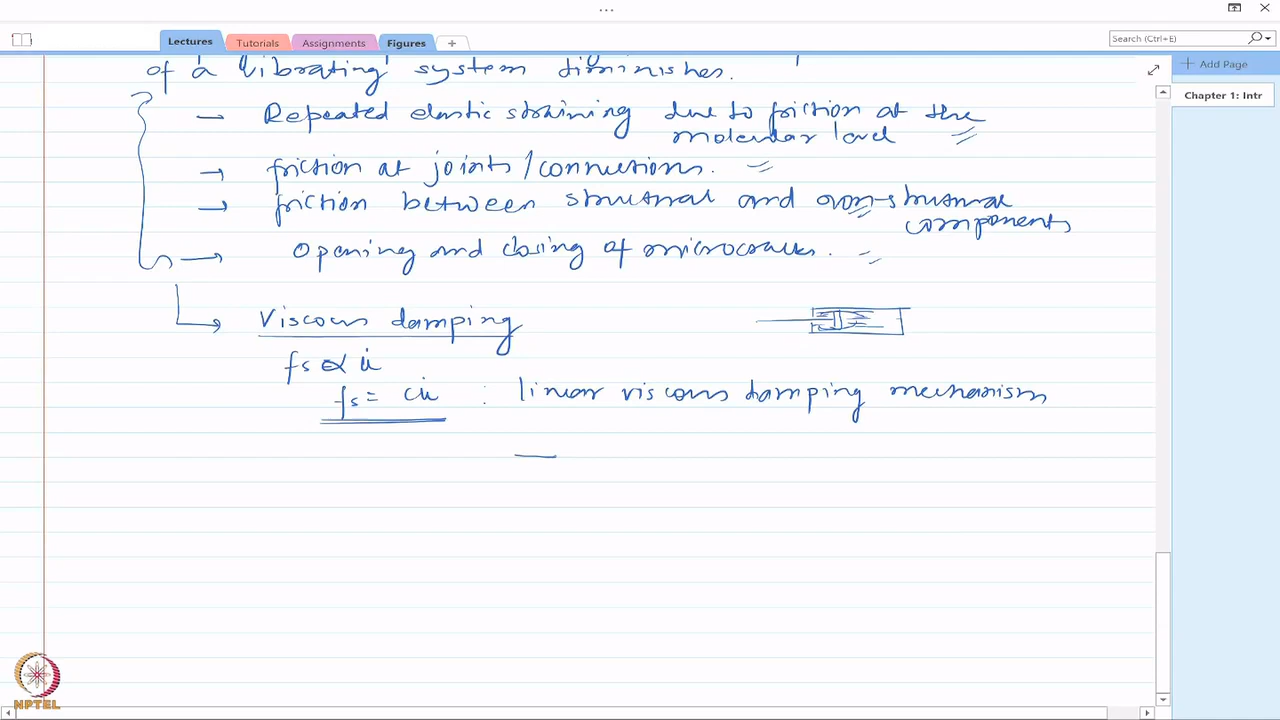 ...
Lectures
Tutorials
Assignments
Figures
+
Search (Ctrl+E)
+ Add Page
Chapter 1: Intr
of a 'vibrating' system diminishes.
→ Repeated elastic straining due to friction at the
molecular level
→ friction at joints/connections.
→ friction between structural and non-structural
components
→ Opening and closing of microcracks.
→ Viscous damping
fs ∝ u̇
fs = cu̇ : linear viscous damping mechanism
NPTEL